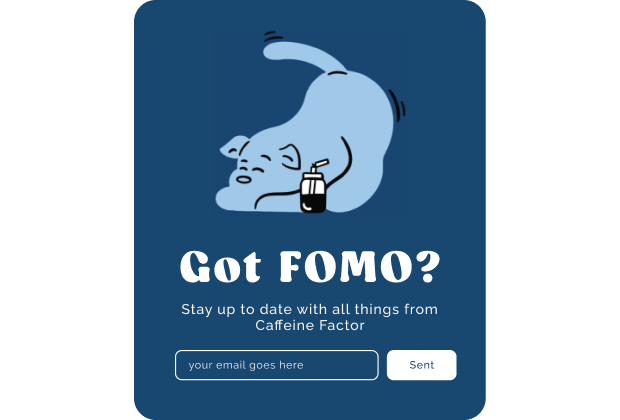 Got FOMO?
Stay up to date with all things from
Caffeine Factor
your email goes here
Sent